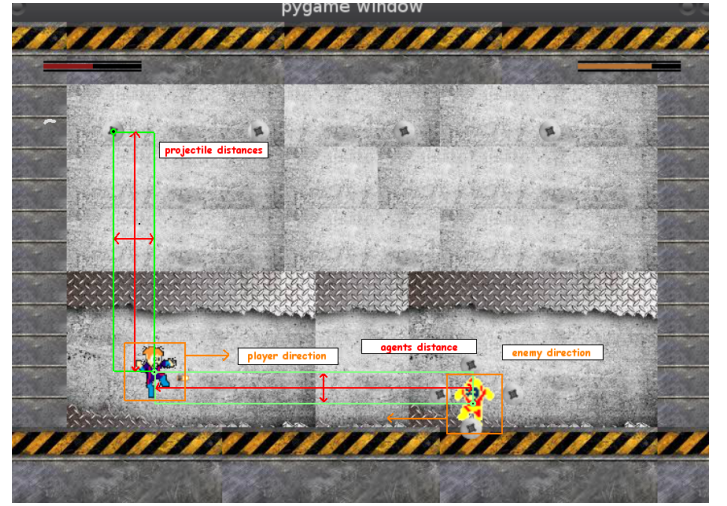 pygame window
projectile distances
agents distance
enemy direction
player direction